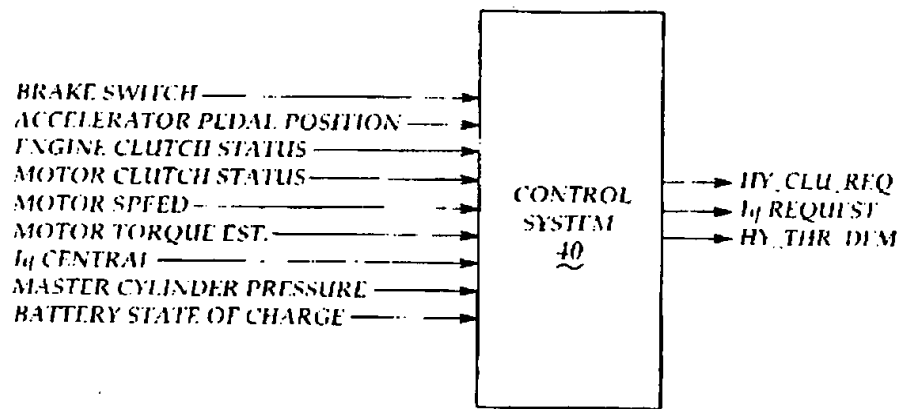 BRAKE SWITCH
ACCELERATOR PEDAL POSITION
ENGINE CLUTCH STATUS
MOTOR CLUTCH STATUS
MOTOR SPEED
MOTOR TORQUE EST.
Iq CENTRAL
MASTER CYLINDER PRESSURE
BATTERY STATE OF CHARGE
CONTROL
SYSTEM
40
HY_CLU_REQ
Iq REQUEST
HY_THR_DEM